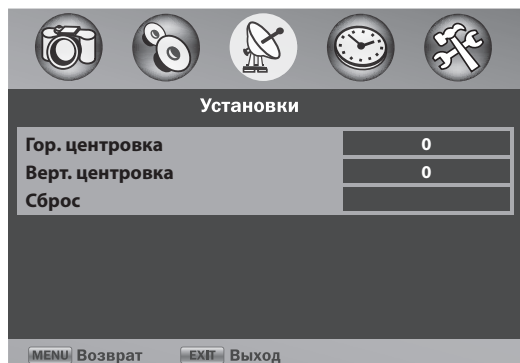 Установки
Гор. центровка 0
Верт. центровка 0
Сброс
MENU Возврат EXIT Выход